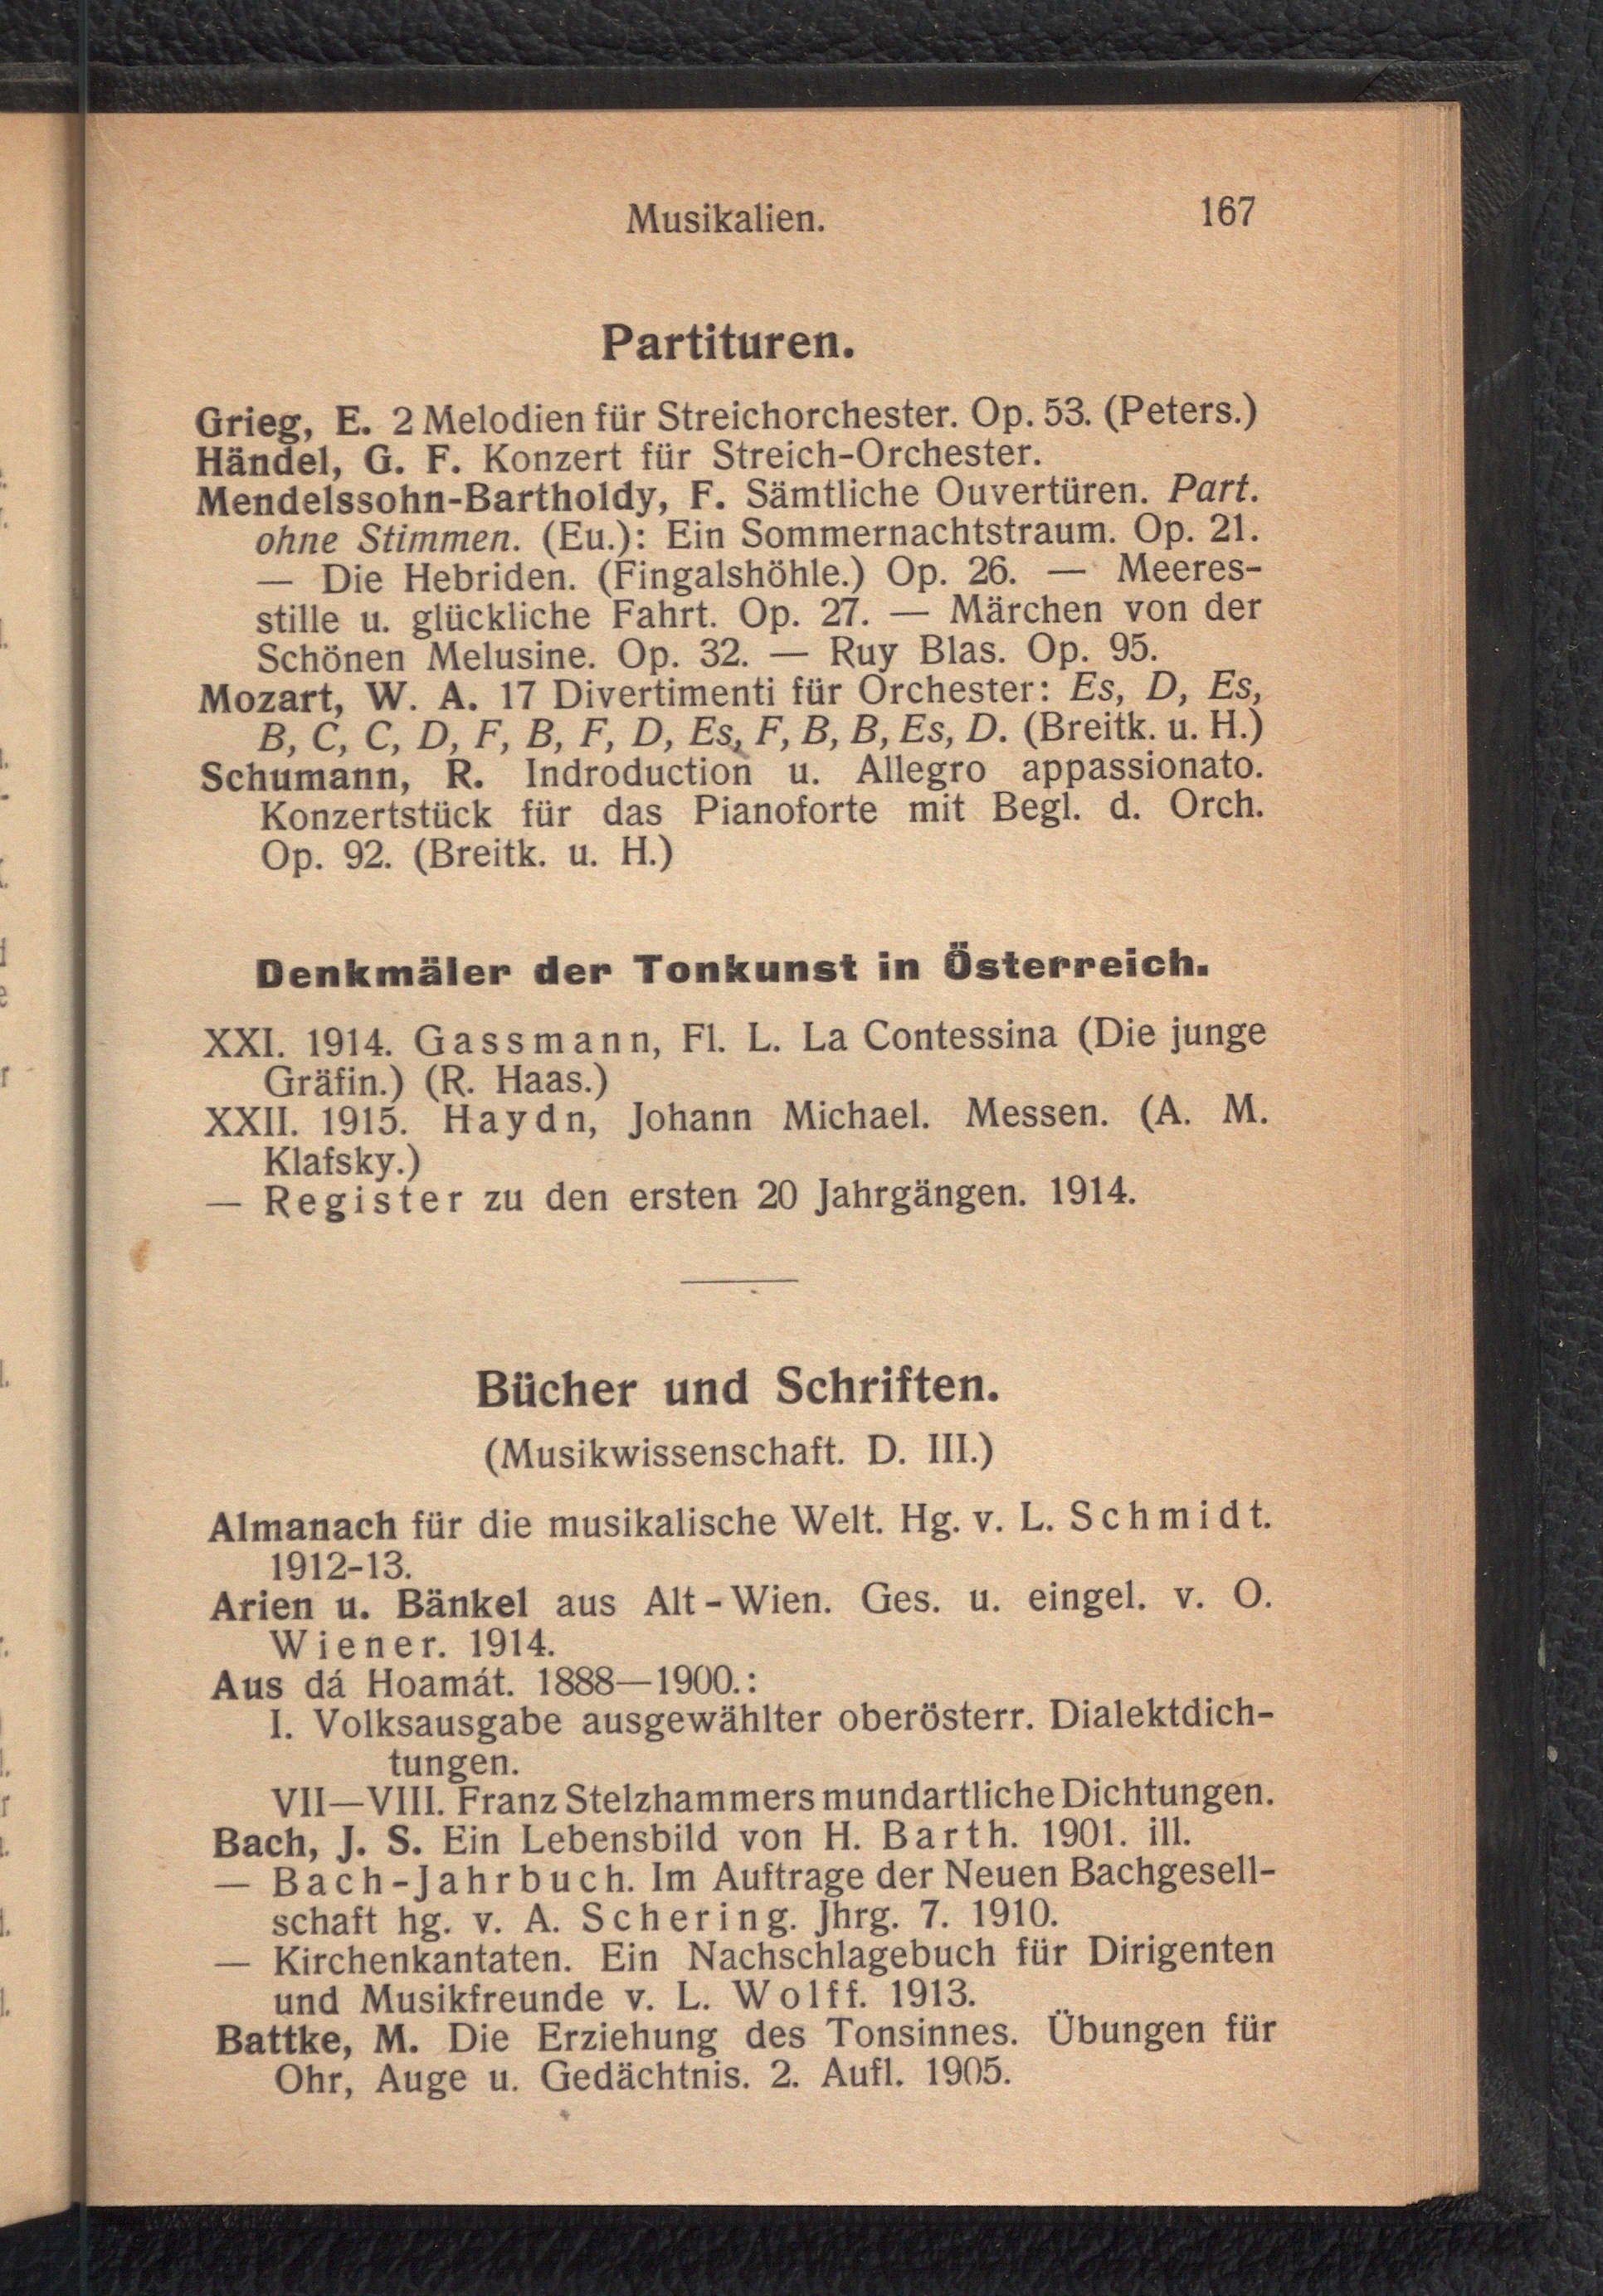 Musikalien. 167
Partituren.
Grieg, E. 2 Melodien für Streichorchester. Op. 53. (Peters.)
Händel, G. F. Konzert für Streich-Orchester.
Mendelssohn-Bartholdy, F. Sämtliche Ouvertüren. Part.
ohne Stimmen. (Eu.): Ein Sommernachtstraum. Op. 21.
— Die Hebriden. (Fingalshöhle.) Op. 26. — Meeres-
stille u. glückliche Fahrt. Op. 27. — Märchen von der
Schönen Melusine. Op. 32. — Ruy Blas. Op. 95.
Mozart, W. A. 17 Divertimenti für Orchester: Es, D, Es,
B, C, C, D, F, B, F, D, Es, F, B, B, Es, D. (Breitk. u. H.)
Schumann, R. Indroduction u. Allegro appassionato.
Konzertstück für das Pianoforte mit Begl. d. Orch.
Op. 92. (Breitk. u. H.)
Denkmäler der Tonkunst in Österreich.
XXI. 1914. Gassmann, Fl. L. La Contessina (Die junge
Gräfin.) (R. Haas.)
XXII. 1915. Haydn, Johann Michael. Messen. (A. M.
Klafsky.)
— Register zu den ersten 20 Jahrgängen. 1914.
Bücher und Schriften.
(Musikwissenschaft. D. III.)
Almanach für die musikalische Welt. Hg. v. L. Schmidt.
1912-13.
Arien u. Bänkel aus Alt-Wien. Ges. u. eingel. v. O.
Wiener. 1914.
Aus dá Hoamát. 1888—1900.:
I. Volksausgabe ausgewählter oberösterr. Dialektdich-
tungen.
VII—VIII. Franz Stelzhammers mundartliche Dichtungen.
Bach, J. S. Ein Lebensbild von H. Barth. 1901. ill.
— Bach-Jahrbuch. Im Auftrage der Neuen Bachgesell-
schaft hg. v. A. Schering. Jhrg. 7. 1910.
— Kirchenkantaten. Ein Nachschlagebuch für Dirigenten
und Musikfreunde v. L. Wolff. 1913.
Battke, M. Die Erziehung des Tonsinnes. Übungen für
Ohr, Auge u. Gedächtnis. 2. Aufl. 1905.